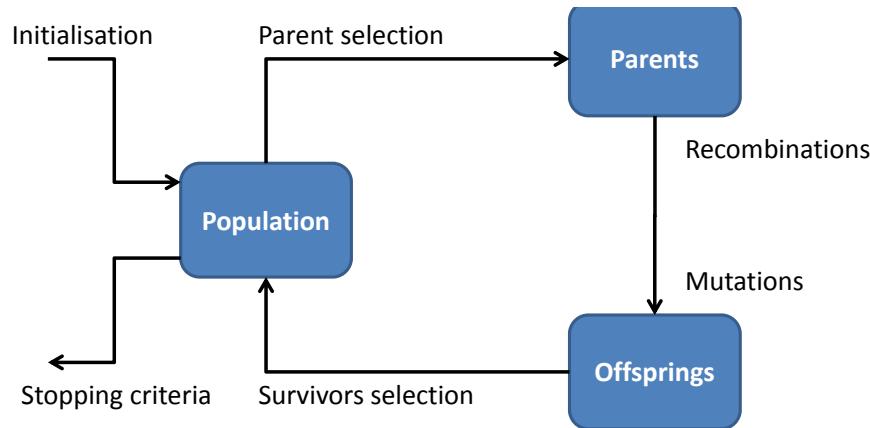 Initialisation
Parent selection
Parents
Recombinations
Population
Mutations
Offsprings
Stopping criteria
Survivors selection